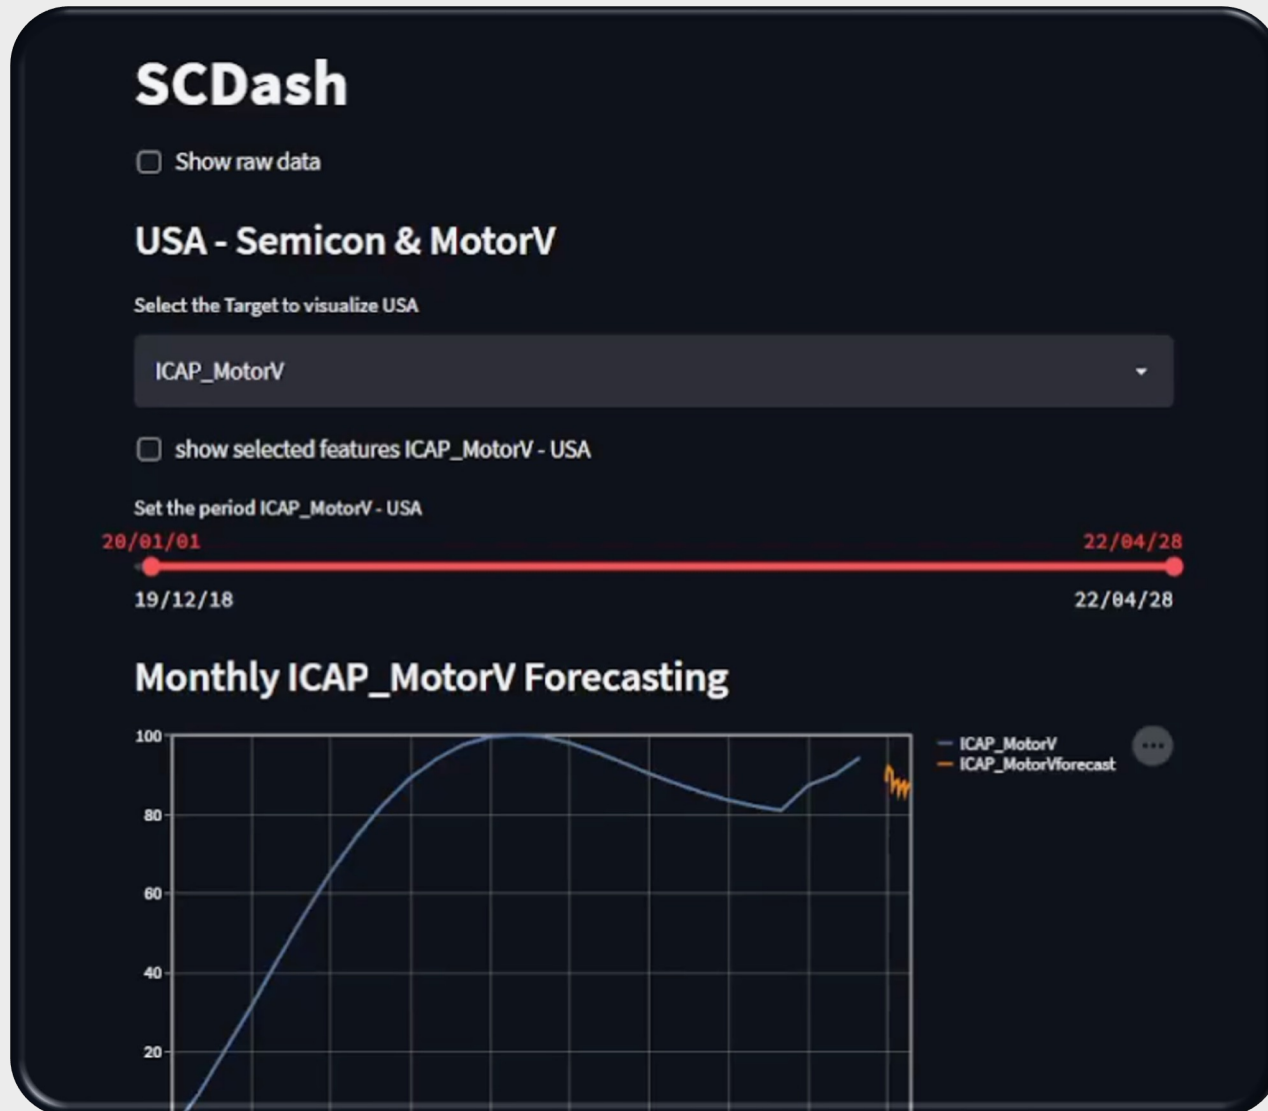 SCDash
Show raw data
USA - Semicon & MotorV
Select the Target to visualize USA
ICAP_MotorV
show selected features ICAP_MotorV - USA
Set the period ICAP_MotorV - USA
20/01/01 22/04/28
19/12/18 22/04/28
Monthly ICAP_MotorV Forecasting
100
ICAP_MotorV
ICAP_MotorVforecast
80
60
40
20